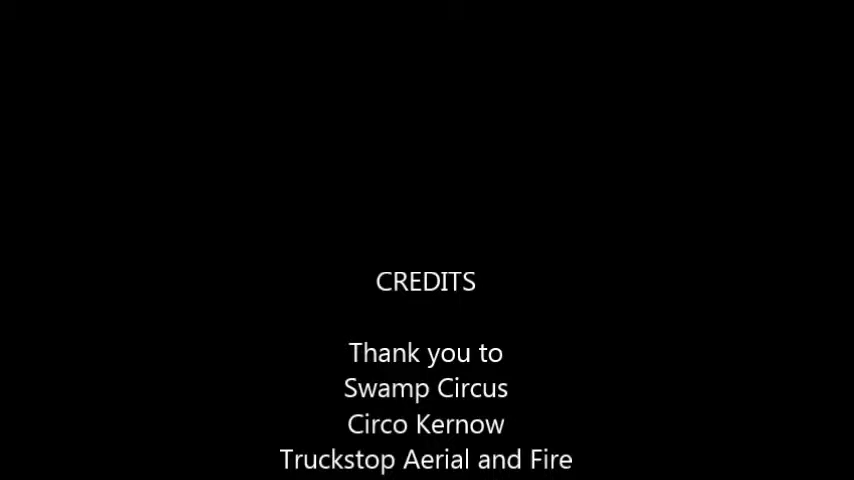 CREDITS
Thank you to
Swamp Circus
Circo Kernow
Truckstop Aerial and Fire